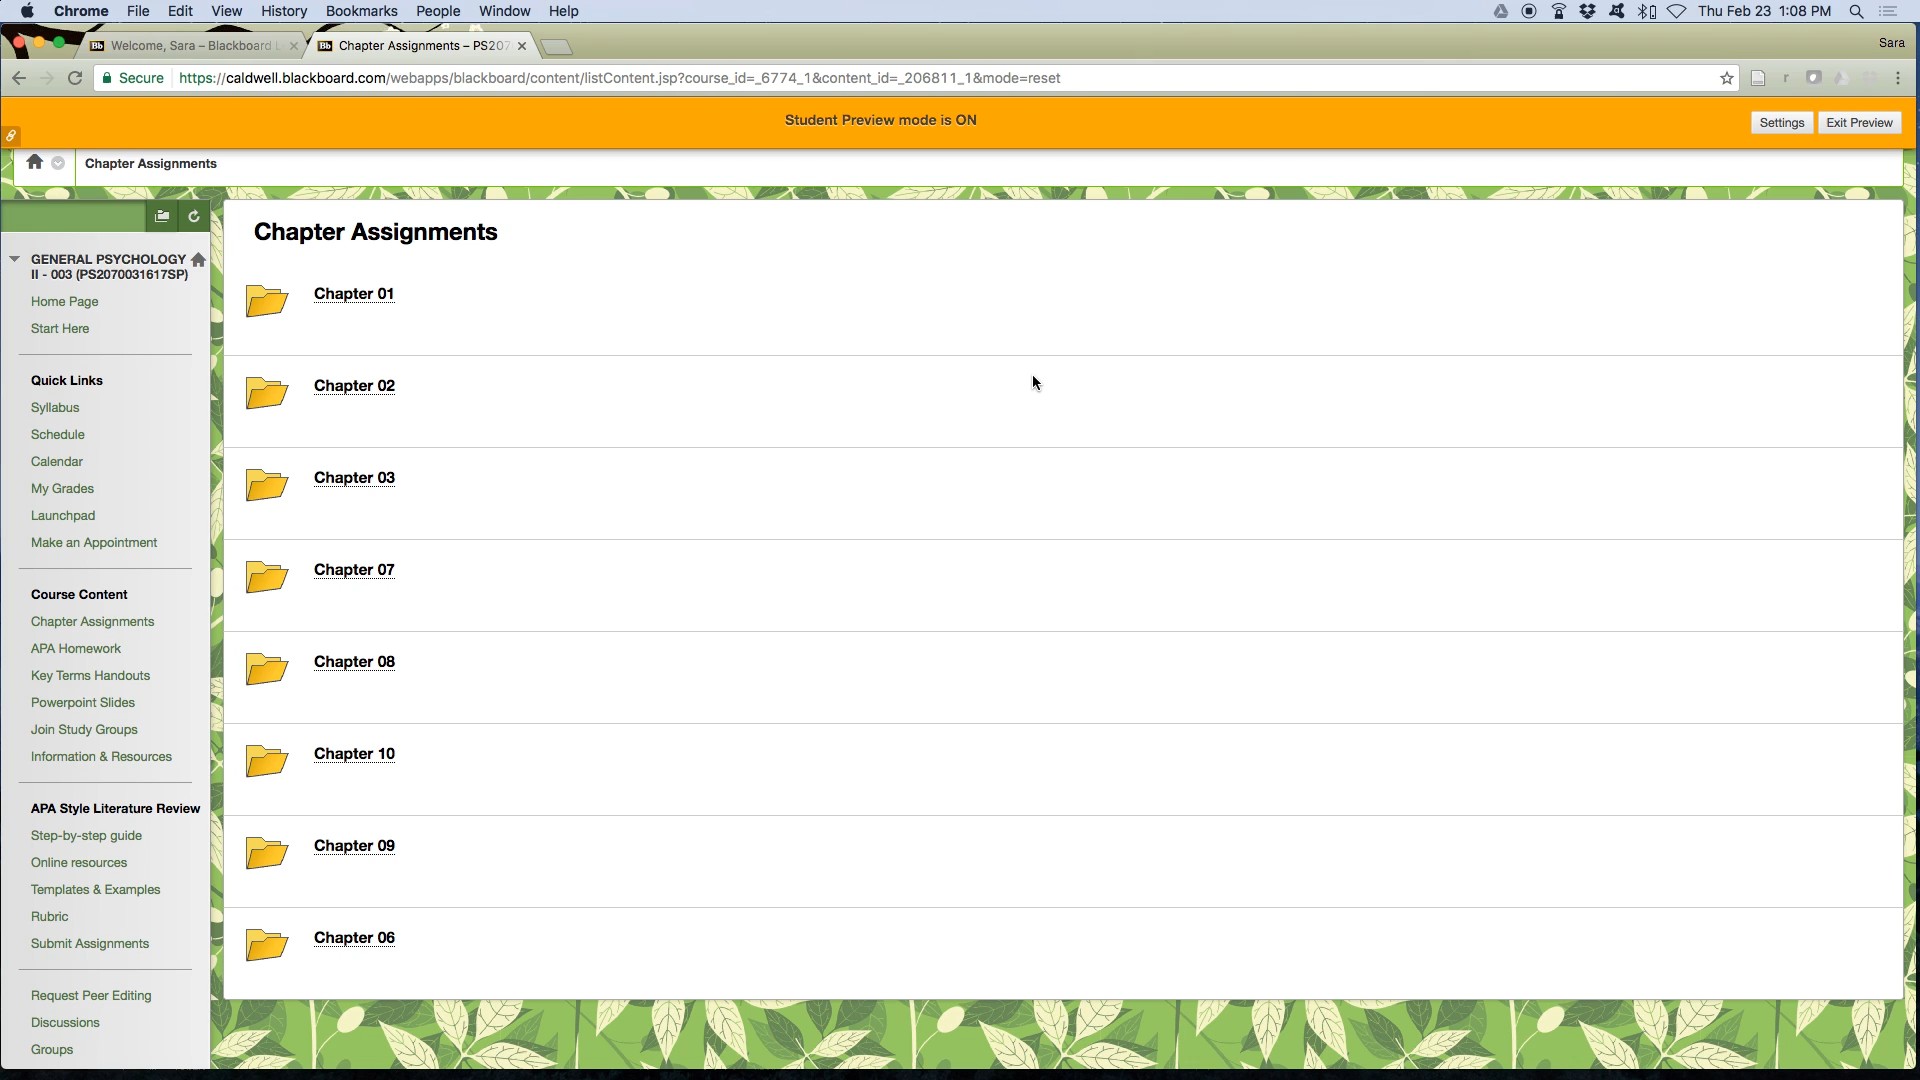 Chrome File Edit View History Bookmarks People Window Help Thu Feb 23 1:08 PM
Bb Welcome, Sara – Blackboard Bb Chapter Assignments – PS207 Sara
Secure https://caldwell.blackboard.com/webapps/blackboard/content/listContent.jsp?course_id=_6774_1&content_id=_206811_1&mode=reset
Student Preview mode is ON Settings Exit Preview
Chapter Assignments
GENERAL PSYCHOLOGY
II - 003 (PS2070031617SP)
Home Page
Start Here
Quick Links
Syllabus
Schedule
Calendar
My Grades
Launchpad
Make an Appointment
Course Content
Chapter Assignments
APA Homework
Key Terms Handouts
Powerpoint Slides
Join Study Groups
Information & Resources
APA Style Literature Review
Step-by-step guide
Online resources
Templates & Examples
Rubric
Submit Assignments
Request Peer Editing
Discussions
Groups
Chapter Assignments
Chapter 01
Chapter 02
Chapter 03
Chapter 07
Chapter 08
Chapter 10
Chapter 09
Chapter 06